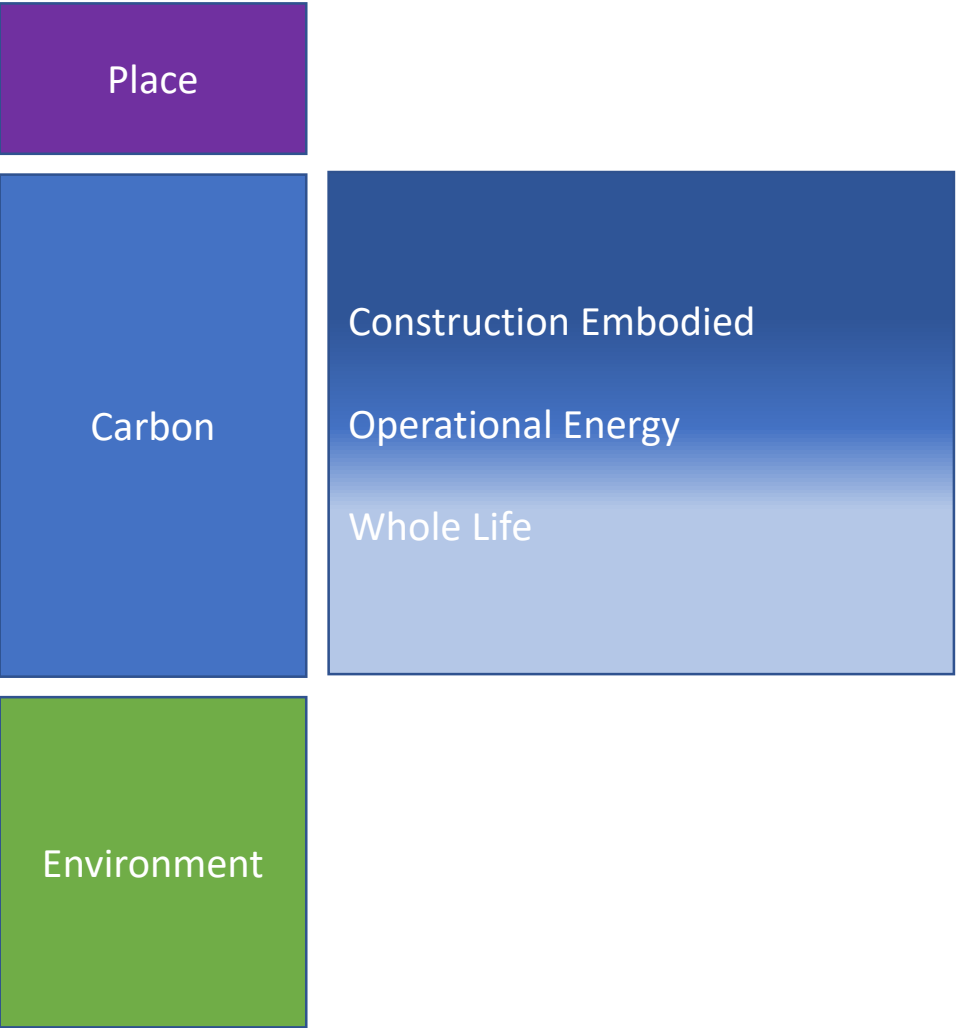 Place
Carbon
Construction Embodied
Operational Energy
Whole Life
Environment